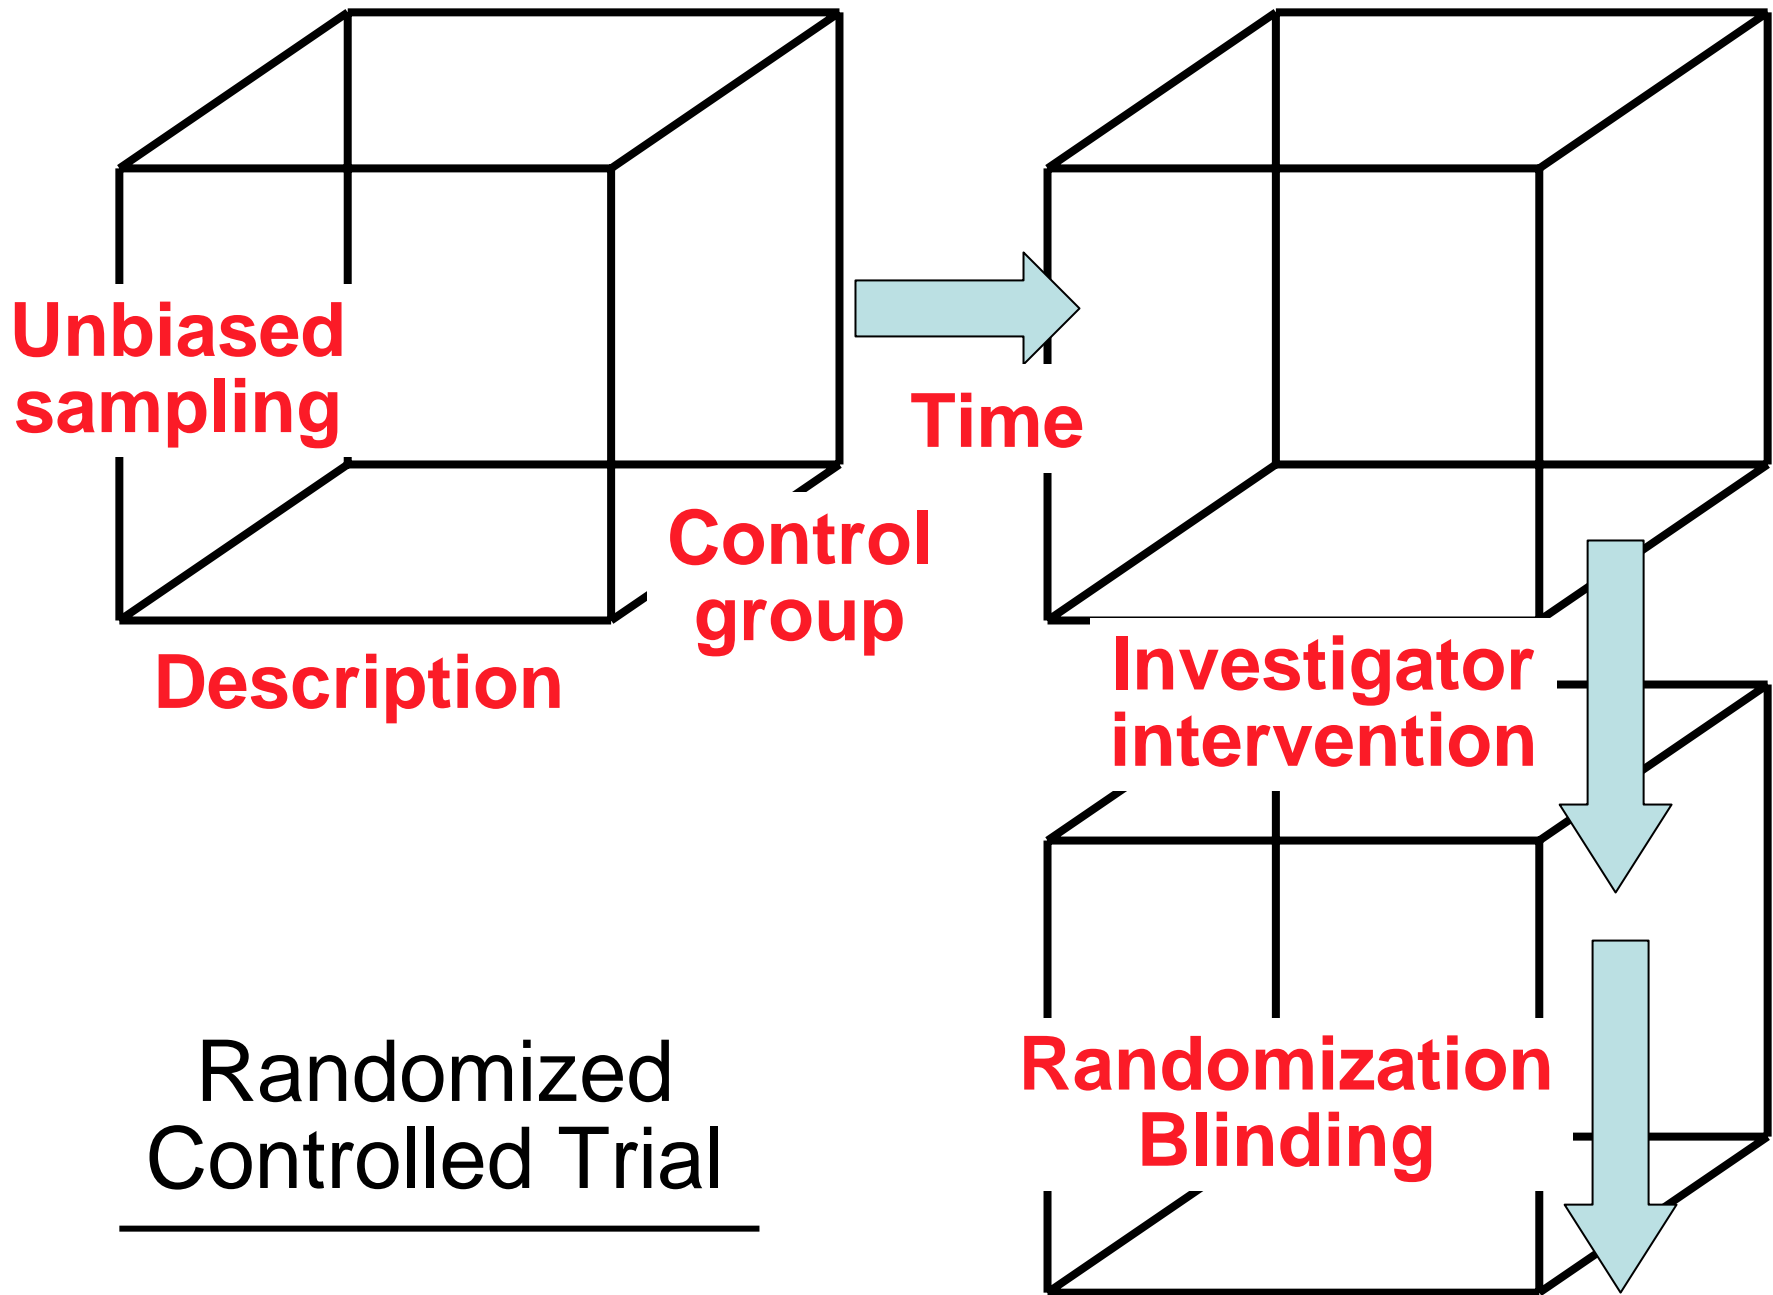 Unbiased
sampling
Time
Control
group
Description
Investigator
intervention
Randomization
Blinding
Randomized
Controlled Trial